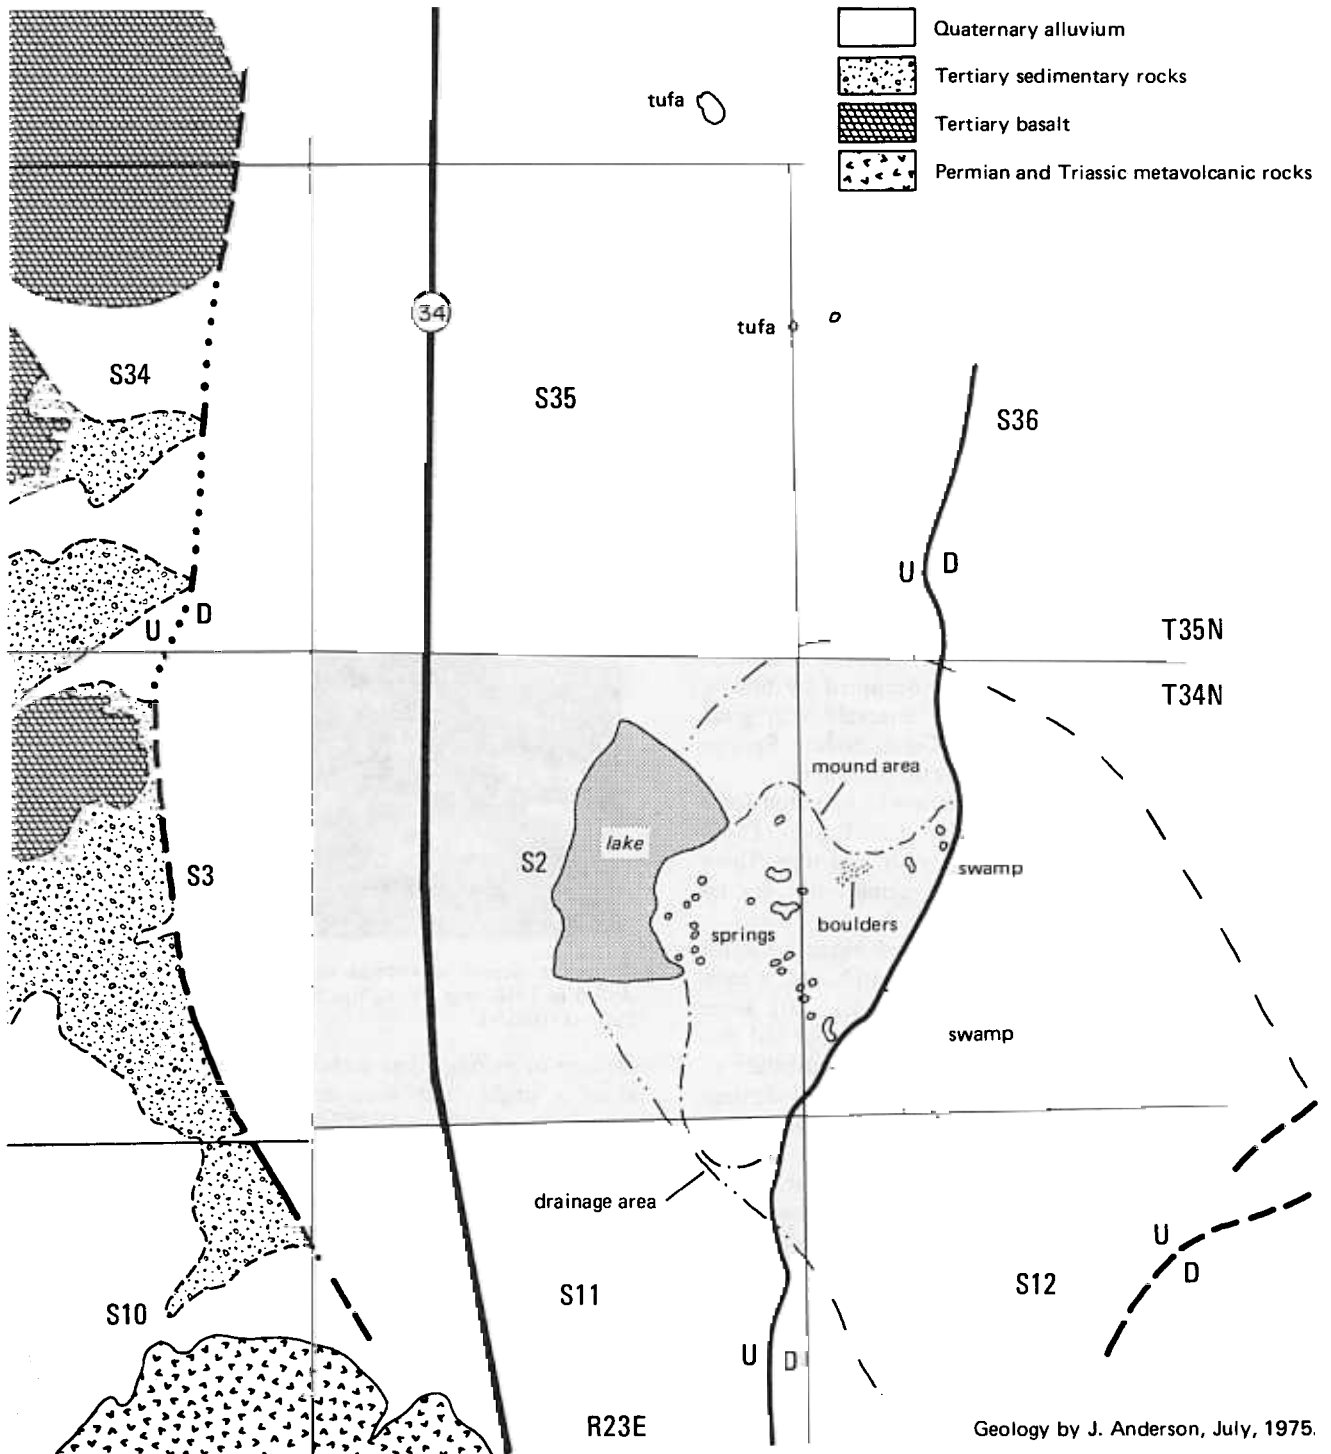 Quaternary alluvium
Tertiary sedimentary rocks
Tertiary basalt
Permian and Triassic metavolcanic rocks
tufa
34
tufa
S34
S35
S36
U D
U D
T35N
T34N
mound area
lake
S2
S3
swamp
boulders
springs
swamp
drainage area
U
D
S11
S12
S10
U D
R23E
Geology by J. Anderson, July, 1975.